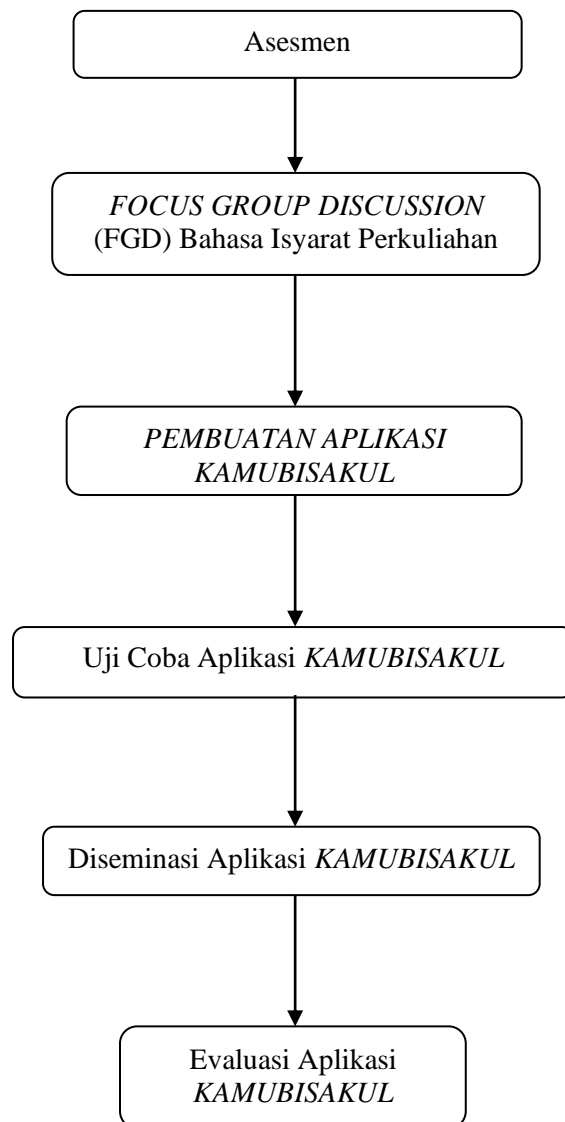 Asesmen
FOCUS GROUP DISCUSSION
(FGD) Bahasa Isyarat Perkuliahan
PEMBUATAN APLIKASI
KAMUBISAKUL
Uji Coba Aplikasi KAMUBISAKUL
Diseminasi Aplikasi KAMUBISAKUL
Evaluasi Aplikasi
KAMUBISAKUL